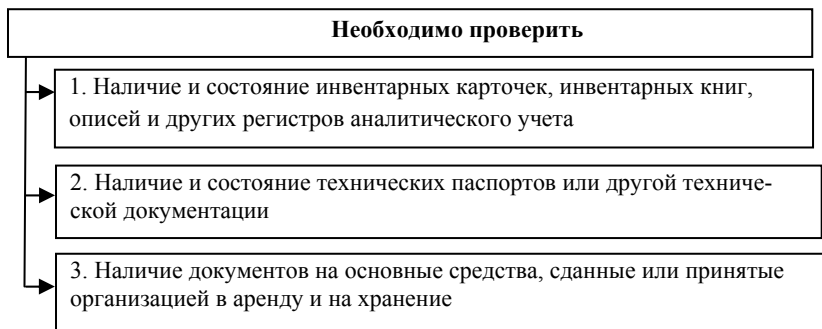 Необходимо проверить
1. Наличие и состояние инвентарных карточек, инвентарных книг,
описей и других регистров аналитического учета
2. Наличие и состояние технических паспортов или другой техниче-
ской документации
3. Наличие документов на основные средства, сданные или принятые
организацией в аренду и на хранение